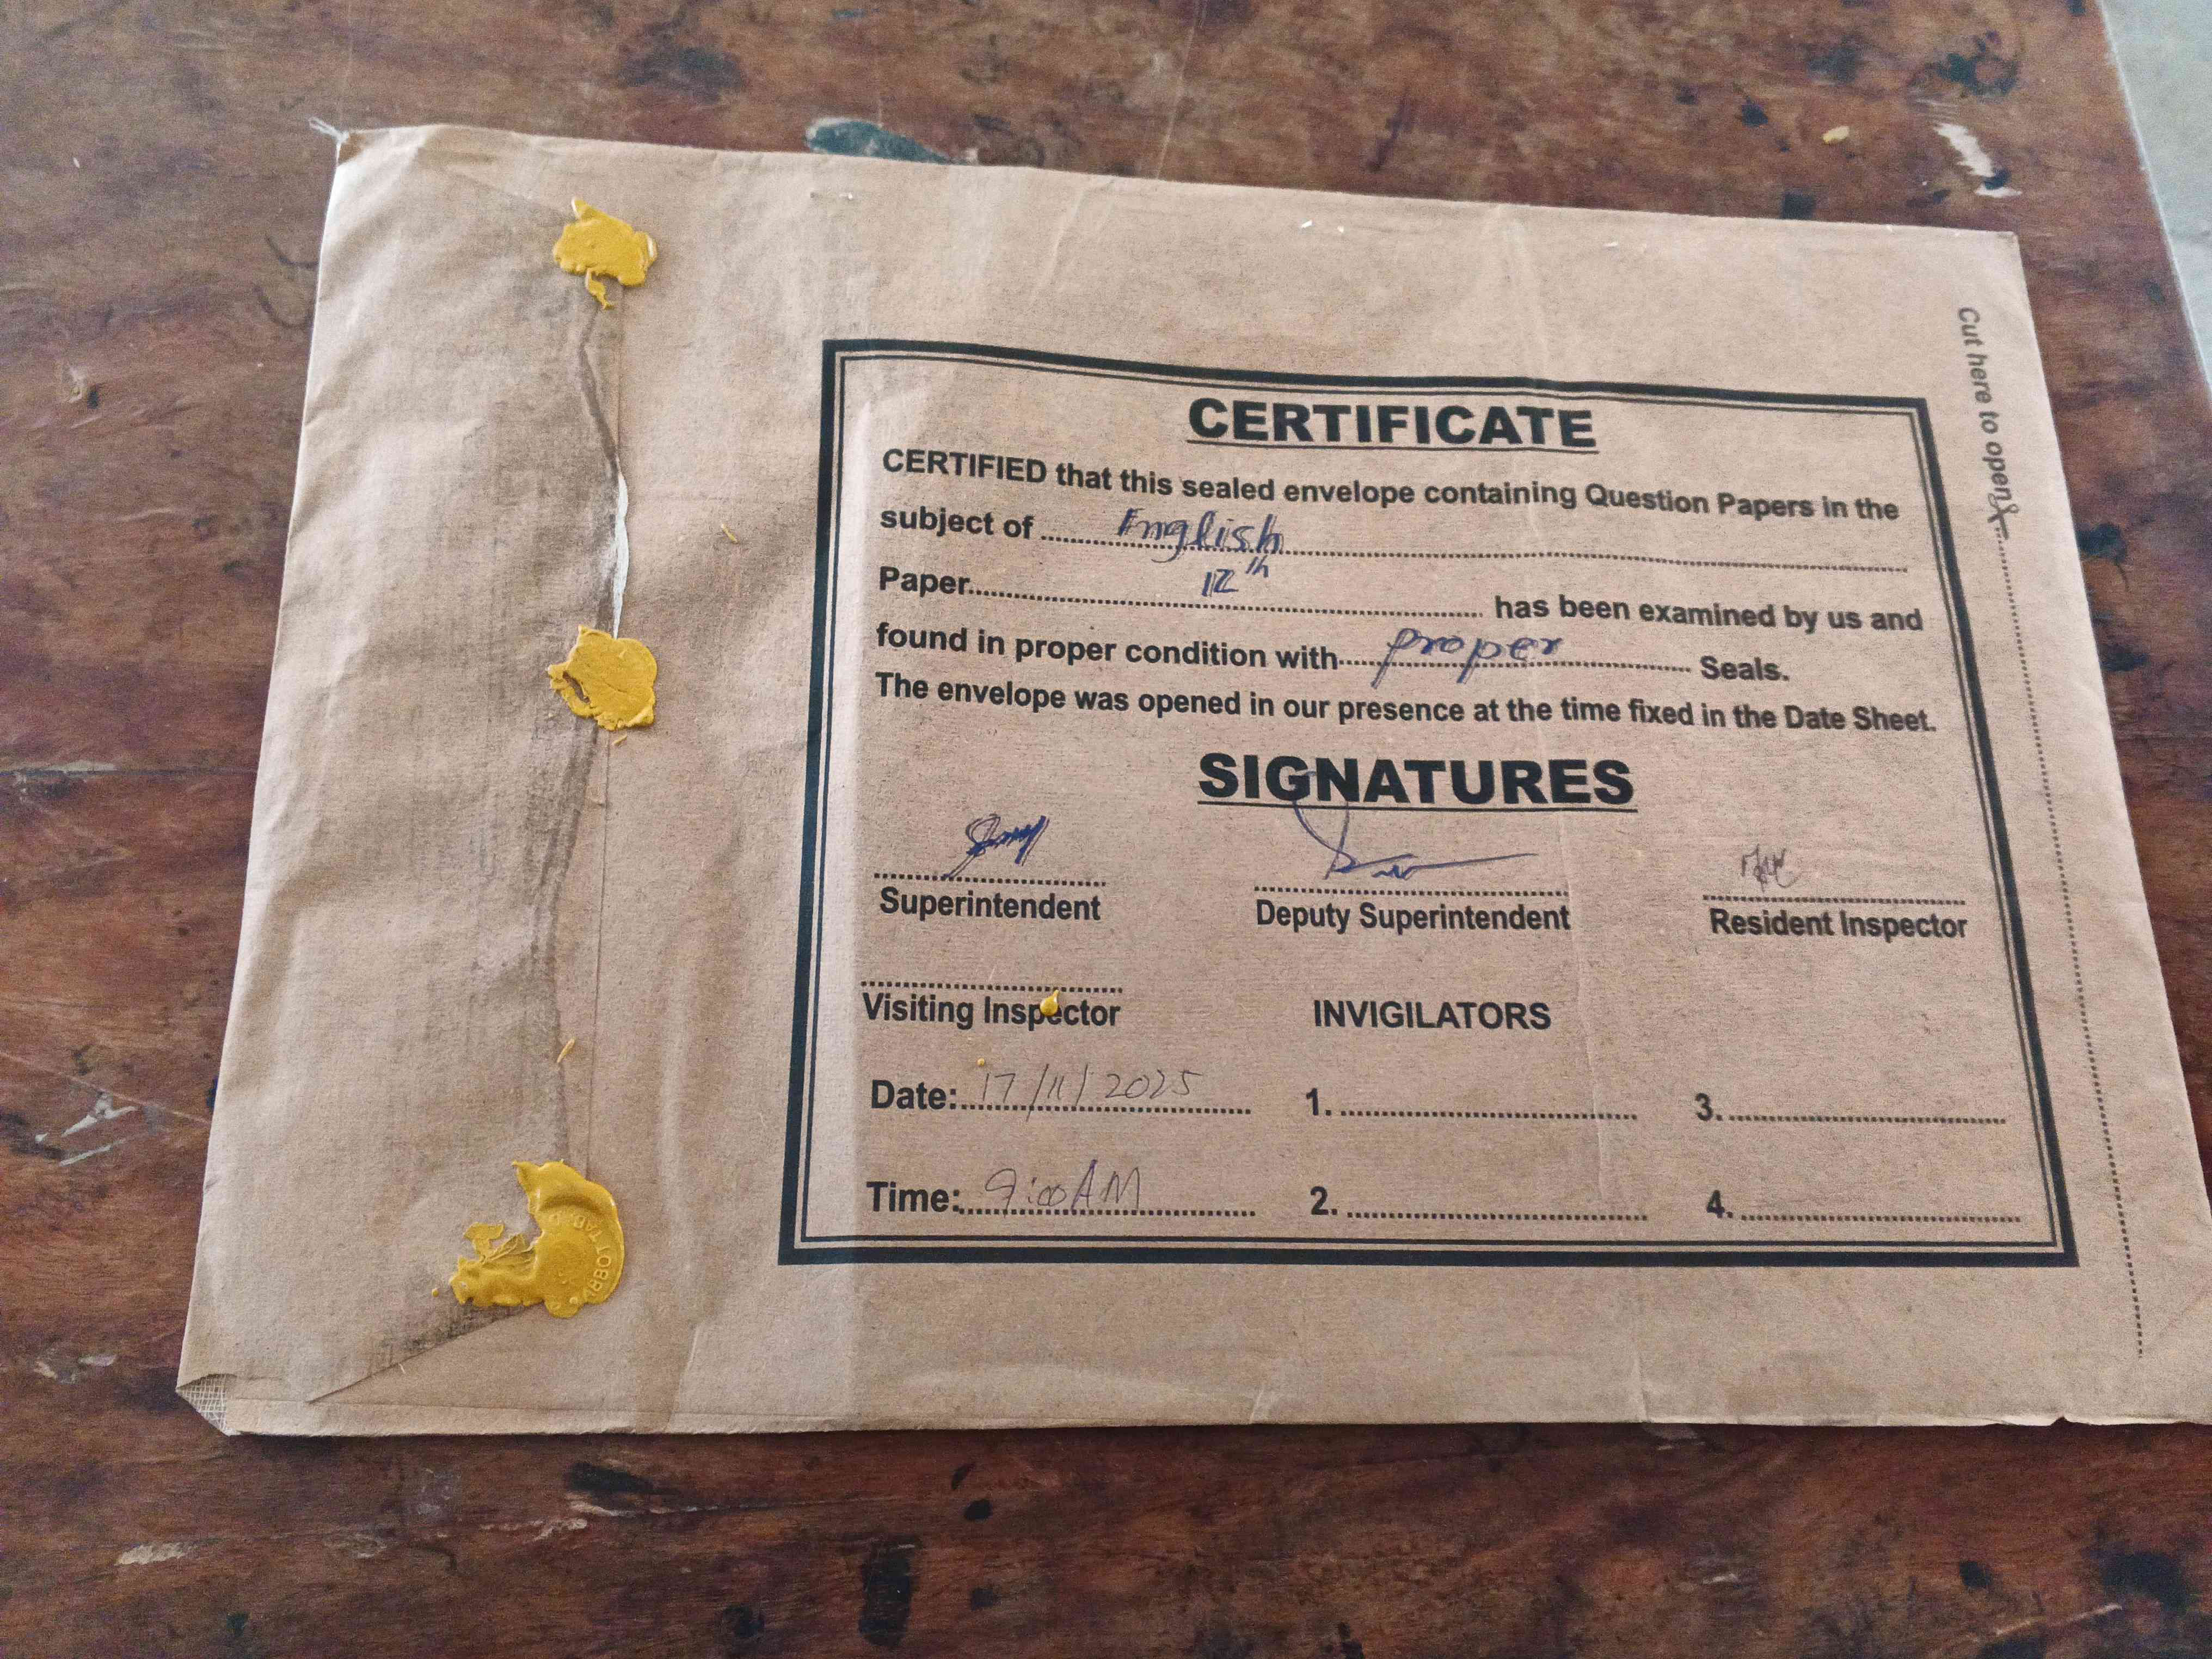 Cut here to open
CERTIFICATE
CERTIFIED that this sealed envelope containing Question Papers in the
subject of English
Paper 12th has been examined by us and
found in proper condition with proper Seals.
The envelope was opened in our presence at the time fixed in the Date Sheet.
SIGNATURES
Superintendent Deputy Superintendent Resident Inspector
Visiting Inspector INVIGILATORS
Date: 17/11/2025 1. 3.
Time: 9:00 AM 2. 4.